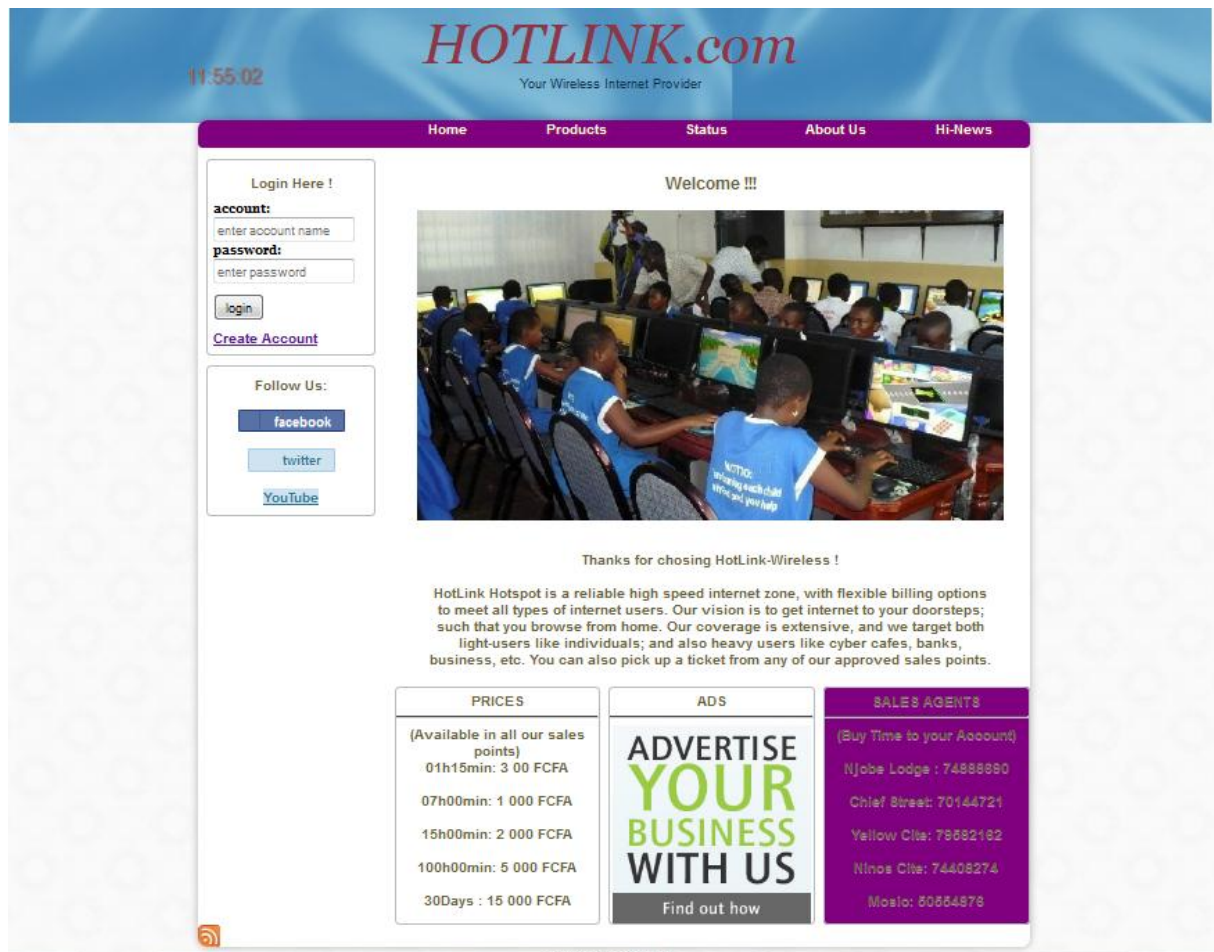 HOTLINK.com
11:55:02
Your Wireless Internet Provider
Home Products Status About Us Hi-News
Login Here !
account:
enter account name
password:
enter password
login
Create Account
Follow Us:
facebook
twitter
YouTube
Welcome !!!
Thanks for chosing HotLink-Wireless !
HotLink Hotspot is a reliable high speed internet zone, with flexible billing options
to meet all types of internet users. Our vision is to get internet to your doorsteps;
such that you browse from home. Our coverage is extensive, and we target both
light-users like individuals; and also heavy users like cyber cafes, banks,
business, etc. You can also pick up a ticket from any of our approved sales points.
PRICES
(Available in all our sales
points)
01h15min: 3 00 FCFA
07h00min: 1 000 FCFA
15h00min: 2 000 FCFA
100h00min: 5 000 FCFA
30Days : 15 000 FCFA
ADS
ADVERTISE
YOUR
BUSINESS
WITH US
Find out how
SALES AGENTS
(Buy Time to your Account)
Njobe Lodge :
Chief Street: 70144721
Yellow Cite:
Ninos Cite: 74408274